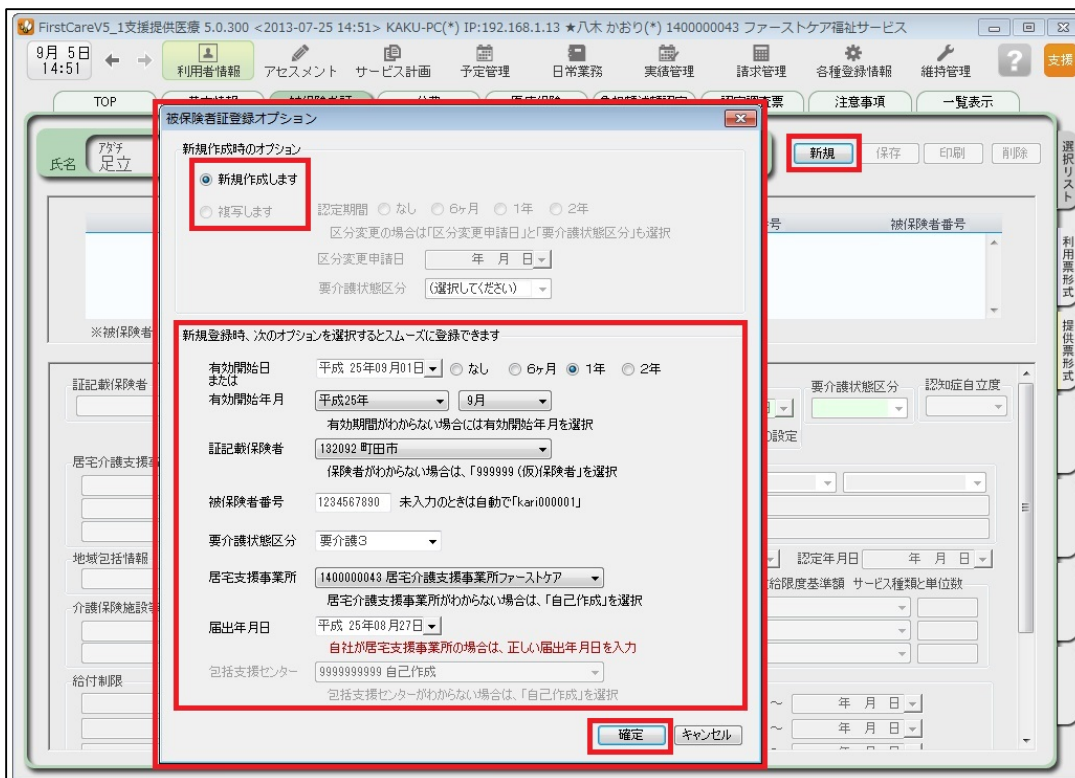 FirstCareV5_1支援提供医療 5.0.300 <2013-07-25 14:51> KAKU-PC(*) IP:192.168.1.13 ★八木 かおり(*) 1400000043 ファーストケア福祉サービス
9月 5日
14:51
利用者情報 アセスメント サービス計画 予定管理 日常業務 実績管理 請求管理 各種登録情報 維持管理 ? 支援
TOP 注意事項 一覧表示
被保険者証登録オプション
氏名 アダチ
足立
新規 保存 印刷 削除
選択リスト
利用票形式
提供票形式
新規作成時のオプション
新規作成します
複写します 認定期間 なし 6ヶ月 1年 2年
区分変更の場合は「区分変更申請日」と「要介護状態区分」も選択
区分変更申請日 年 月 日
要介護状態区分 (選択してください)
号 被保険者番号
※被保険者
新規登録時、次のオプションを選択するとスムーズに登録できます
有効開始日 平成 25年09月01日 なし 6ヶ月 1年 2年
または
有効開始年月 平成25年 9月
有効期間がわからない場合には有効開始年月を選択
証記載保険者 132092 町田市
保険者がわからない場合は、「999999 (仮)保険者」を選択
被保険者番号 1234567890 未入力のときは自動で「kari000001」
要介護状態区分 要介護3
居宅支援事業所 1400000043 居宅介護支援事業所ファーストケア
居宅介護支援事業所がわからない場合は、「自己作成」を選択
届出年月日 平成 25年08月27日
自社が居宅支援事業所の場合は、正しい届出年月日を入力
包括支援センター 9999999999 自己作成
包括支援センターがわからない場合は、「自己作成」を選択
確定 キャンセル
証記載保険者
居宅介護支援事
地域包括情報
介護保険施設等
給付制限
要介護状態区分 認知症自立度
の設定
認定年月日 年 月 日
給限度基準額 サービス種類と単位数
～ 年 月 日
～ 年 月 日